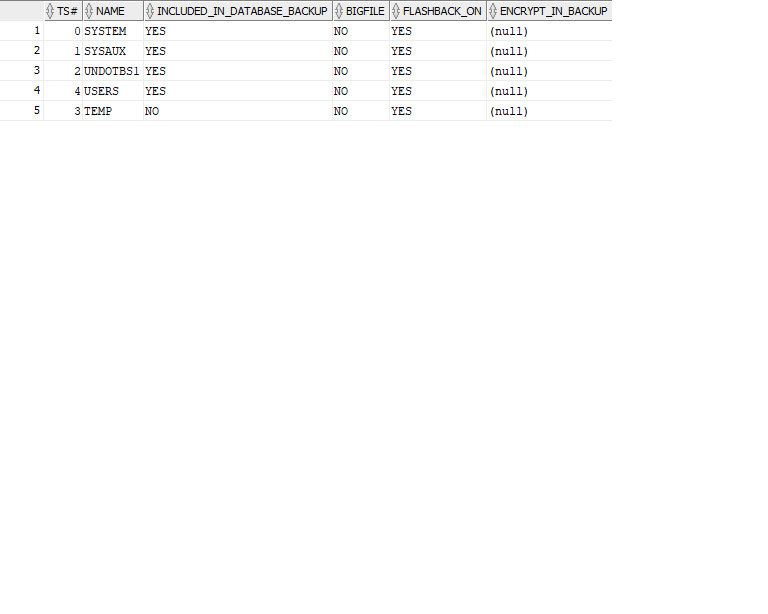 TS# NAME INCLUDED_IN_DATABASE_BACKUP BIGFILE FLASHBACK_ON ENCRYPT_IN_BACKUP
1 0 SYSTEM YES NO YES (null)
2 1 SYSAUX YES NO YES (null)
3 2 UNDOTBS1 YES NO YES (null)
4 4 USERS YES NO YES (null)
5 3 TEMP NO NO YES (null)